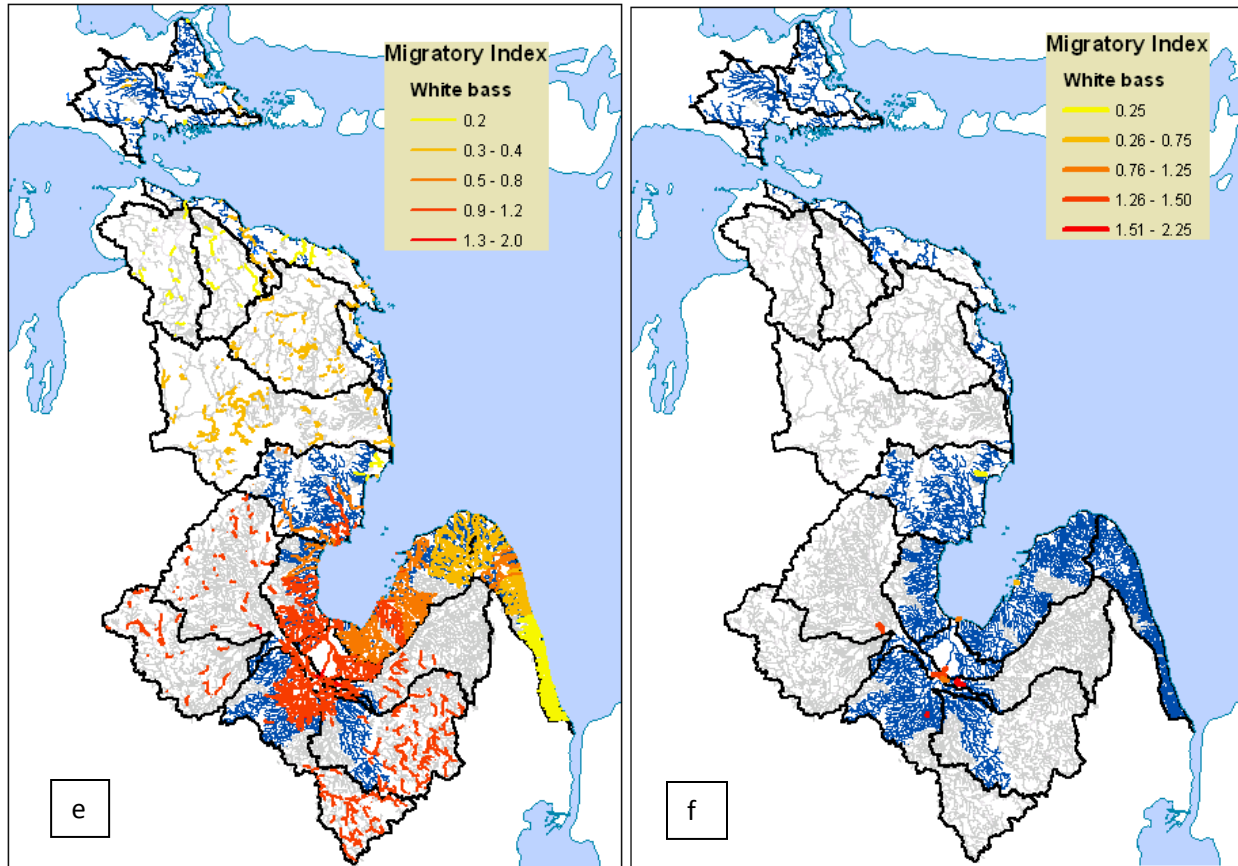 Migratory Index
White bass
0.2
0.3 - 0.4
0.5 - 0.8
0.9 - 1.2
1.3 - 2.0
e
Migratory Index
White bass
0.25
0.26 - 0.75
0.76 - 1.25
1.26 - 1.50
1.51 - 2.25
f